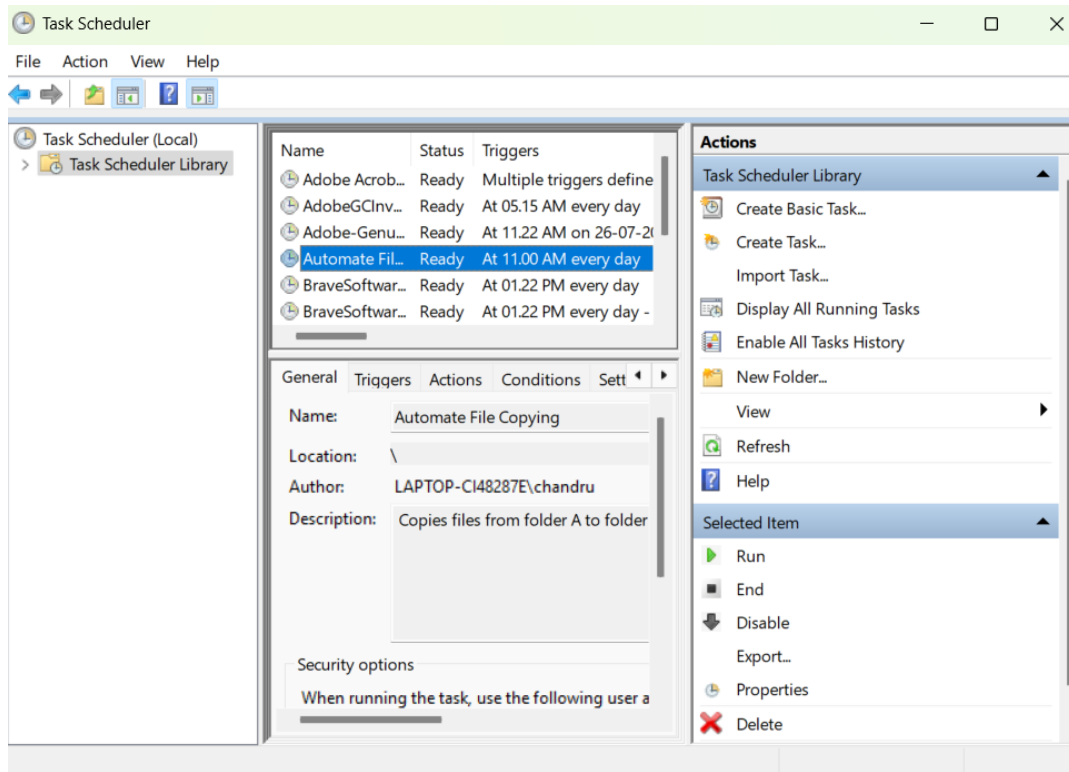 Task Scheduler
File Action View Help
Task Scheduler (Local)
Task Scheduler Library
Name Status Triggers
Adobe Acrob... Ready Multiple triggers define
AdobeGCInv... Ready At 05.15 AM every day
Adobe-Genu... Ready At 11.22 AM on 26-07-20
Automate Fil... Ready At 11.00 AM every day
BraveSoftwar... Ready At 01.22 PM every day
BraveSoftwar... Ready At 01.22 PM every day -
General Triggers Actions Conditions Sett
Name: Automate File Copying
Location: \
Author: LAPTOP-CI48287E\chandru
Description: Copies files from folder A to folder
Security options
When running the task, use the following user a
Actions
Task Scheduler Library
Create Basic Task...
Create Task...
Import Task...
Display All Running Tasks
Enable All Tasks History
New Folder...
View
Refresh
Help
Selected Item
Run
End
Disable
Export...
Properties
Delete